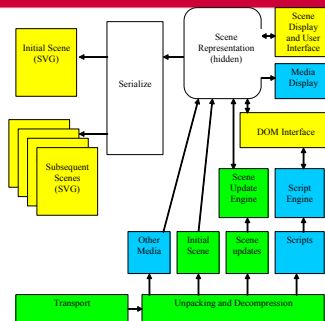 Initial Scene
(SVG)
Serialize
Scene
Representation
(hidden)
Scene
Display
and User
Interface
Media
Display
DOM Interface
Subsequent
Scenes
(SVG)
Scene
Update
Engine
Script
Engine
Other
Media
Initial
Scene
Scene
updates
Scripts
Transport
Unpacking and Decompression